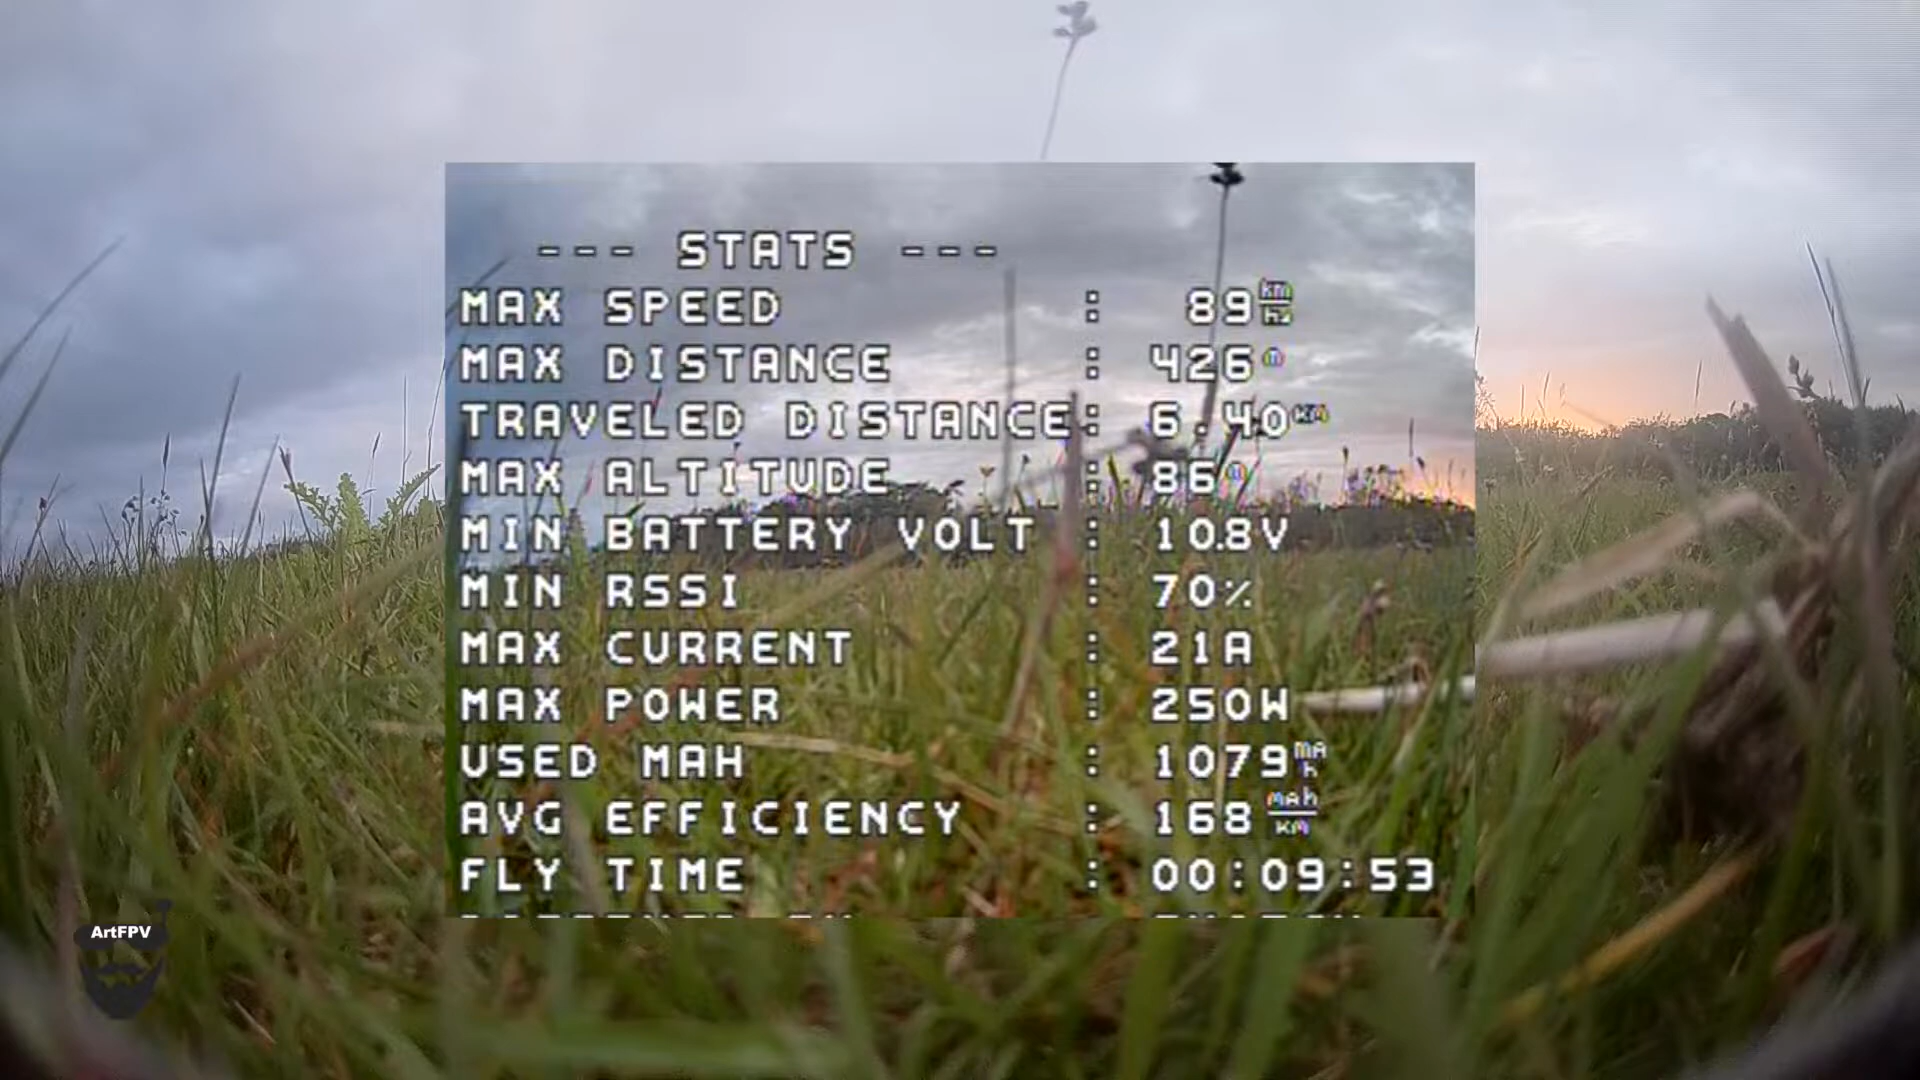 --- STATS ---
MAX SPEED : 89 km/h
MAX DISTANCE : 426 m
TRAVELED DISTANCE: 6.40 KM
MAX ALTITUDE : 86 m
MIN BATTERY VOLT : 10.8V
MIN RSSI : 70%
MAX CURRENT : 21A
MAX POWER : 250W
USED MAH : 1079 MAh
AVG EFFICIENCY : 168 mAh/KM
FLY TIME : 00:09:53
ArtFPV